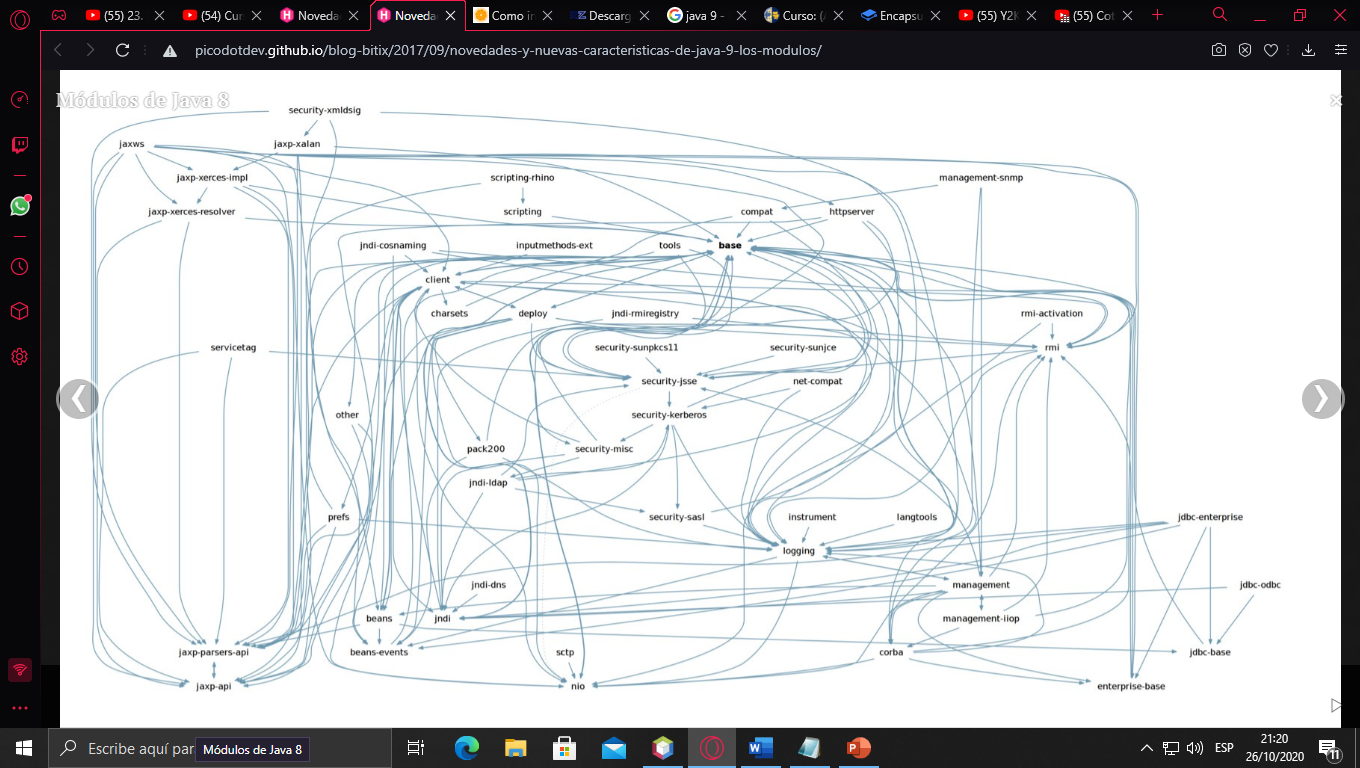 (55) 23.
(54) Cur
Noveda
Noveda
Como in
Descarg
java 9 -
Curso: (A
Encapsu
(55) Y2K
(55) Cot
picodotdev.github.io/blog-bitix/2017/09/novedades-y-nuevas-caracteristicas-de-java-9-los-modulos/
Módulos de Java 8
security-xmldsig
jaxws
jaxp-xalan
jaxp-xerces-impl
scripting-rhino
management-snmp
jaxp-xerces-resolver
scripting
compat
httpserver
jndi-cosnaming
inputmethods-ext
tools
base
client
charsets
deploy
jndi-rmiregistry
rmi-activation
servicetag
security-sunpkcs11
security-sunjce
rmi
security-jsse
net-compat
other
security-kerberos
pack200
security-misc
jndi-ldap
prefs
security-sasl
instrument
langtools
jdbc-enterprise
logging
jndi-dns
management
jdbc-odbc
beans
jndi
management-iiop
jaxp-parsers-api
beans-events
sctp
corba
jdbc-base
jaxp-api
nio
enterprise-base
Escribe aquí par
Módulos de Java 8
ESP
21:20
26/10/2020
11